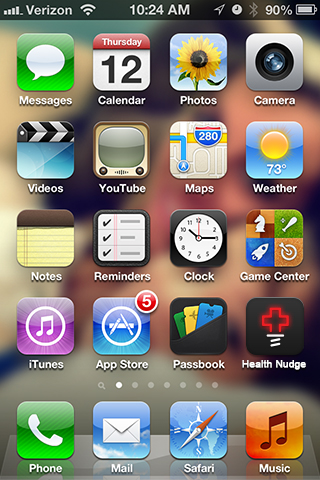 Verizon 10:24 AM 90%
Thursday
12
280
73°
Messages Calendar Photos Camera
Videos YouTube Maps Weather
Notes Reminders Clock Game Center
5
iTunes App Store Passbook Health Nudge
Phone Mail Safari Music